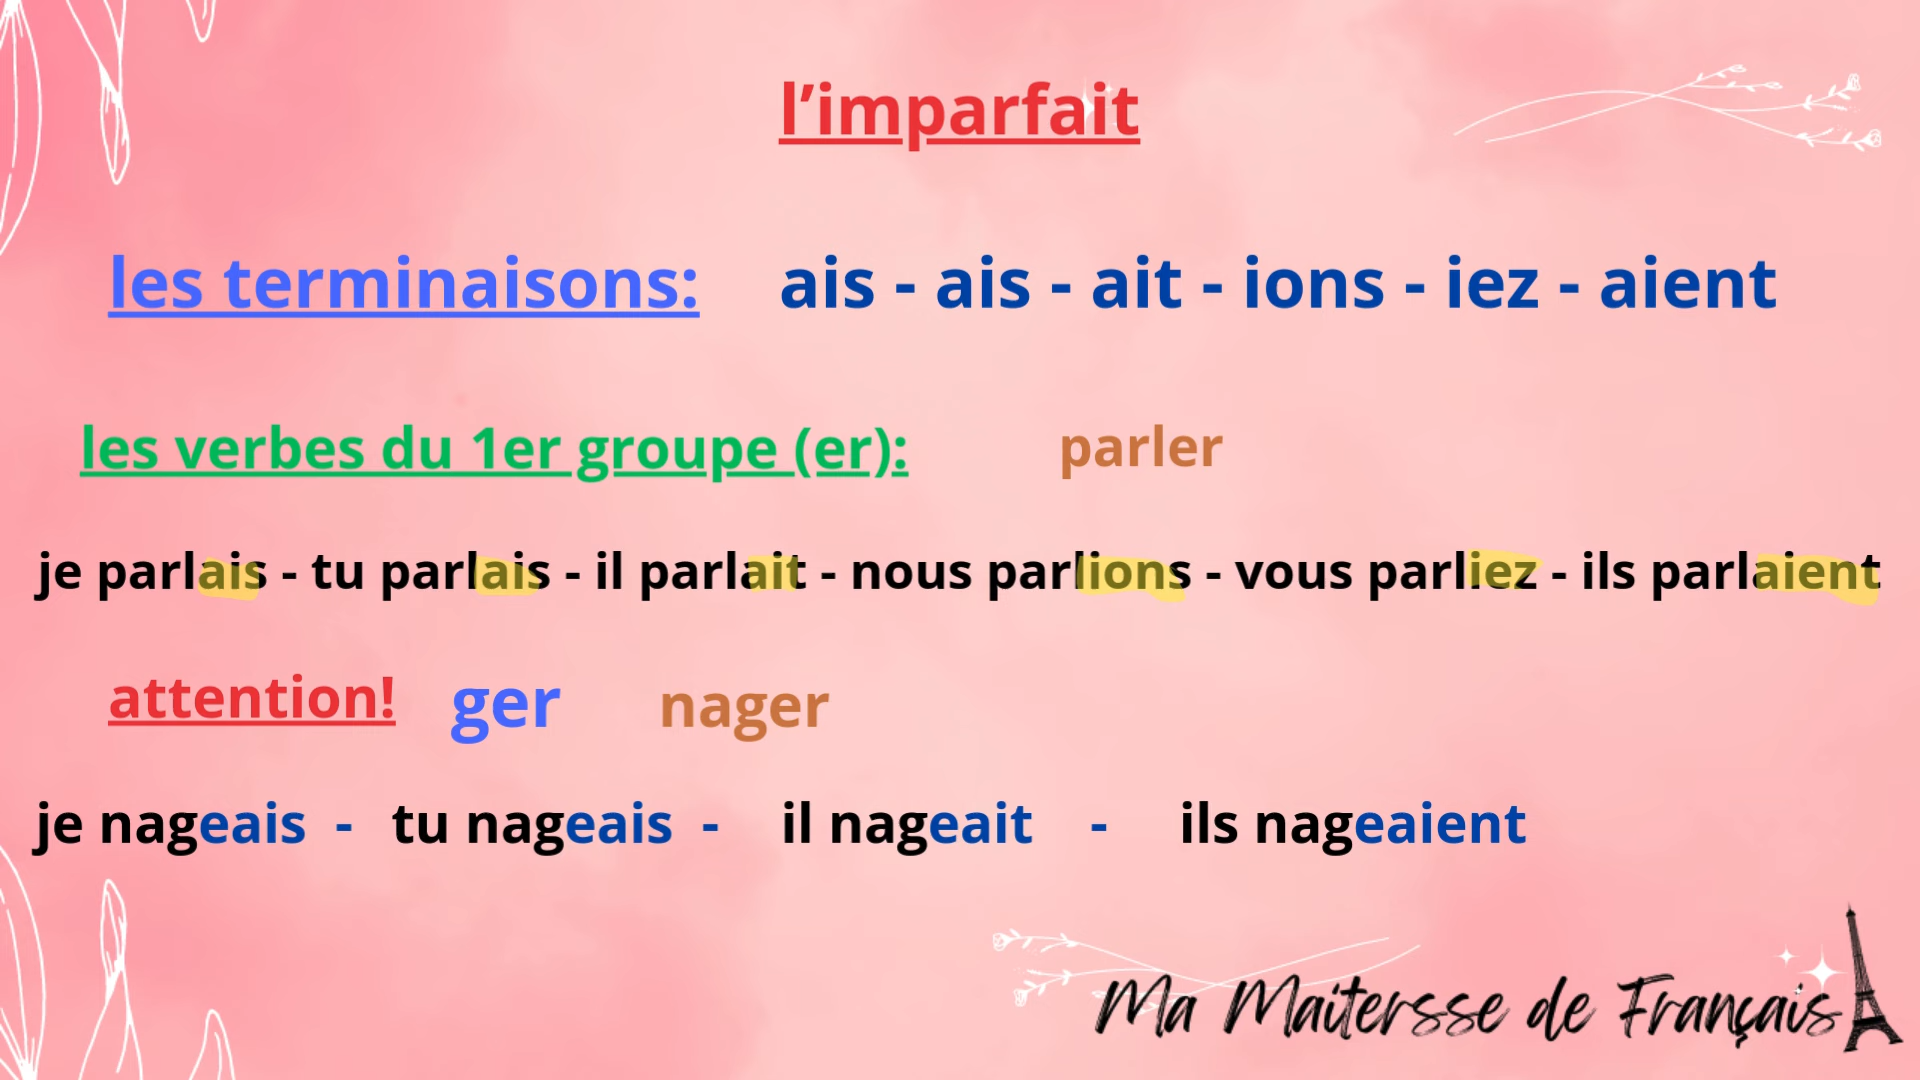 l’imparfait
les terminaisons: ais - ais - ait - ions - iez - aient
les verbes du 1er groupe (er): parler
je parlais - tu parlais - il parlait - nous parlions - vous parliez - ils parlaient
attention! ger nager
je nageais - tu nageais - il nageait - ils nageaient
Ma Maitersse de Français